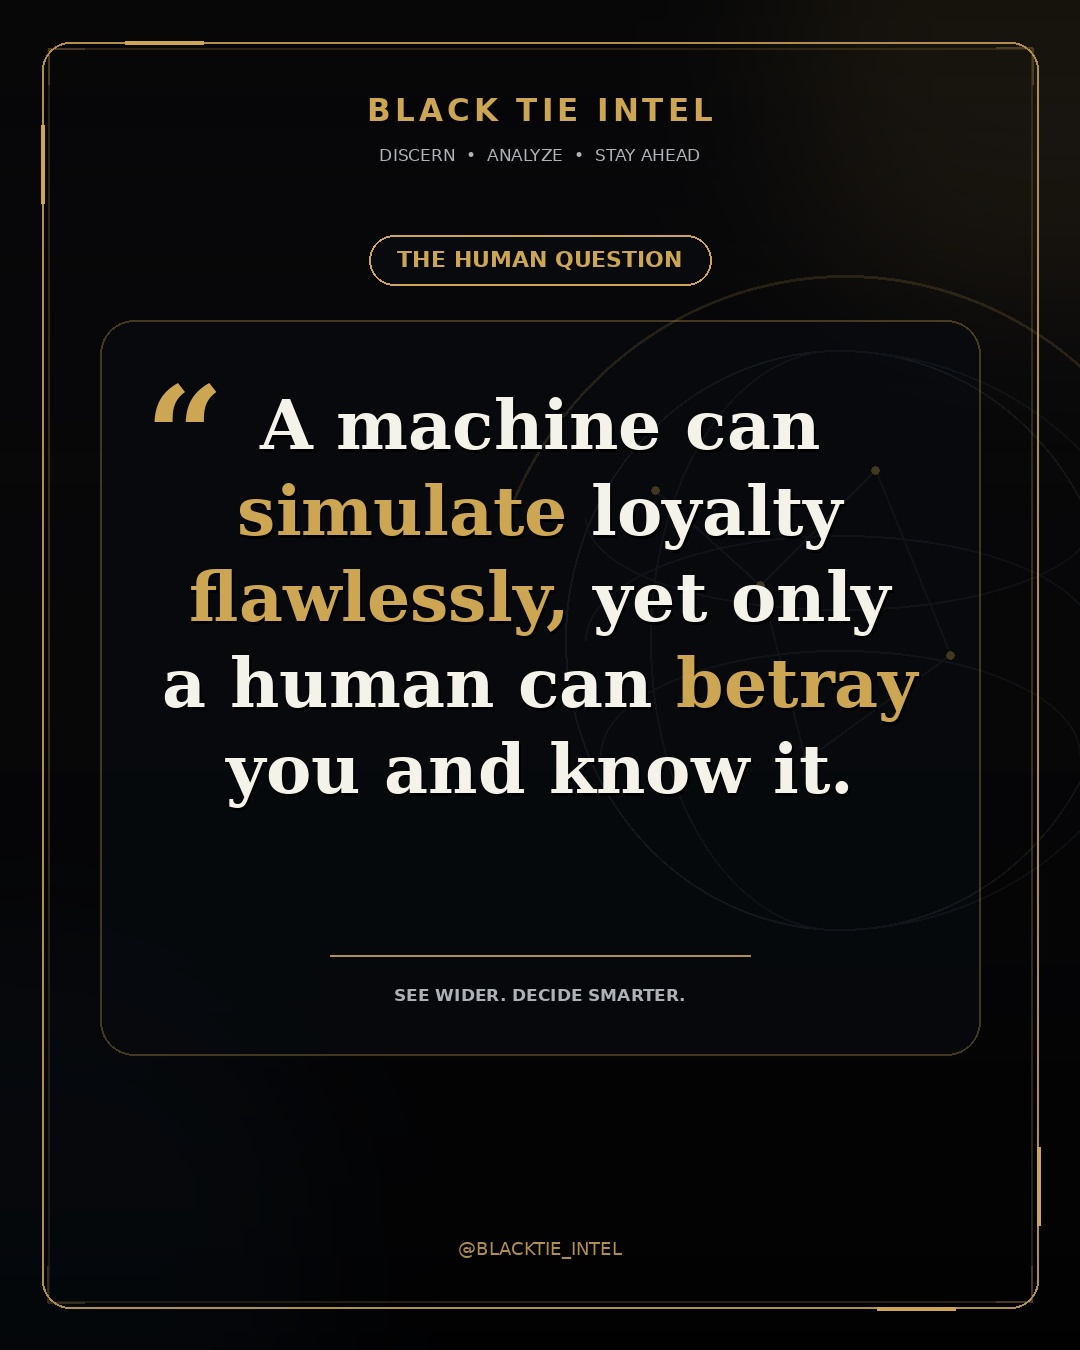 BLACK TIE INTEL
DISCERN • ANALYZE • STAY AHEAD
THE HUMAN QUESTION
“ A machine can
simulate loyalty
flawlessly, yet only
a human can betray
you and know it.
SEE WIDER. DECIDE SMARTER.
@BLACKTIE_INTEL